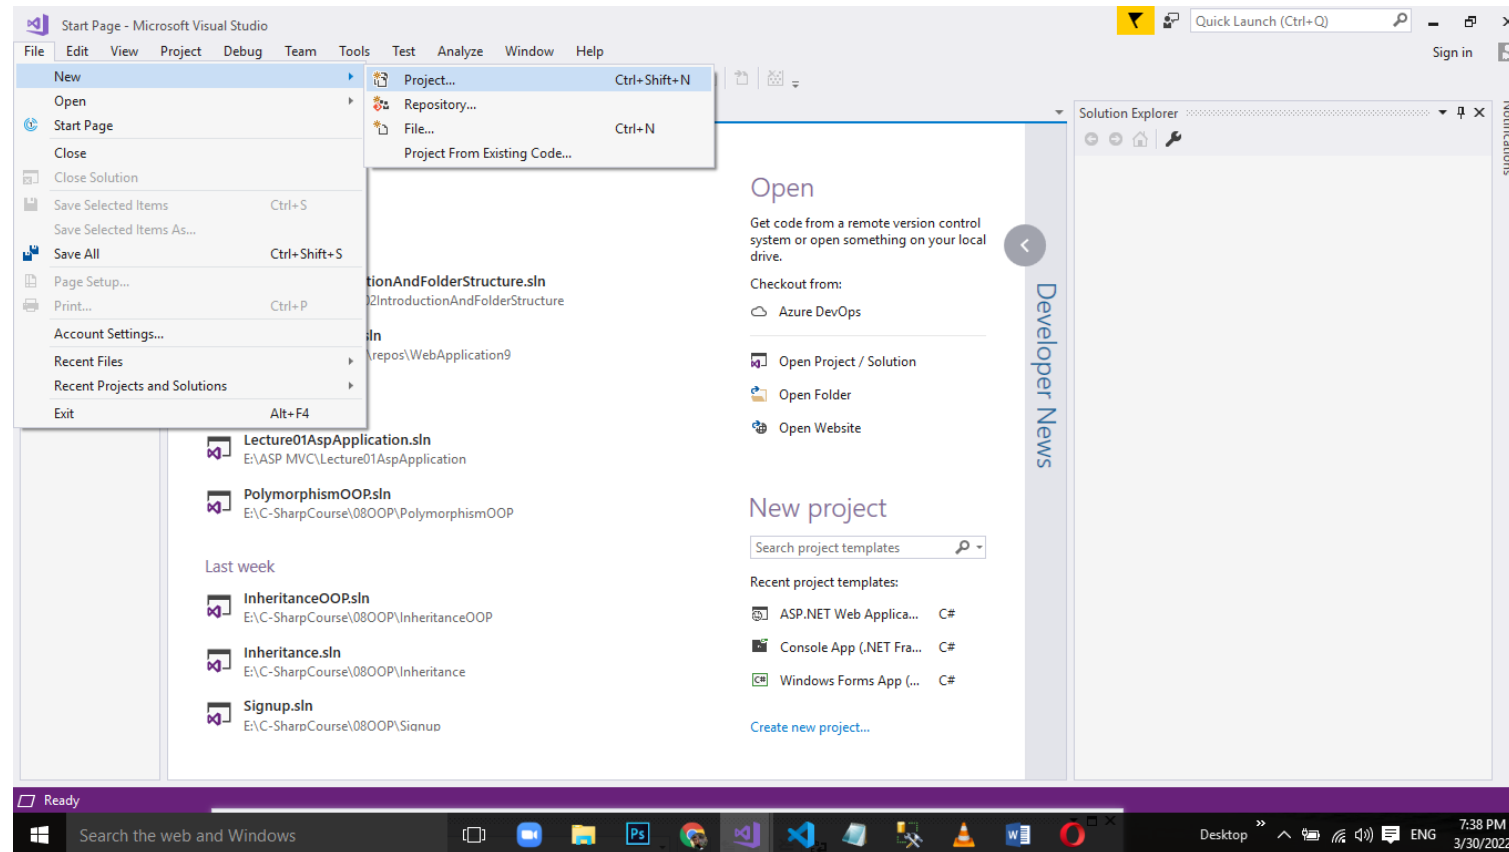 Start Page - Microsoft Visual Studio
Quick Launch (Ctrl+Q)
File Edit View Project Debug Team Tools Test Analyze Window Help
Sign in
New
Open
Start Page
Close
Close Solution
Save Selected Items Ctrl+S
Save Selected Items As...
Save All Ctrl+Shift+S
Page Setup...
Print... Ctrl+P
Account Settings...
Recent Files
Recent Projects and Solutions
Exit Alt+F4
Project... Ctrl+Shift+N
Repository...
File... Ctrl+N
Project From Existing Code...
tionAndFolderStructure.sln
2IntroductionAndFolderStructure
sln
\repos\WebApplication9
Lecture01AspApplication.sln
E:\ASP MVC\Lecture01AspApplication
PolymorphismOOP.sln
E:\C-SharpCourse\08OOP\PolymorphismOOP
Last week
InheritanceOOP.sln
E:\C-SharpCourse\08OOP\InheritanceOOP
Inheritance.sln
E:\C-SharpCourse\08OOP\Inheritance
Signup.sln
E:\C-SharpCourse\08OOP\Signup
Open
Get code from a remote version control
system or open something on your local
drive.
Checkout from:
Azure DevOps
Open Project / Solution
Open Folder
Open Website
New project
Search project templates
Recent project templates:
ASP.NET Web Applica... C#
Console App (.NET Fra... C#
Windows Forms App (... C#
Create new project...
Developer News
Solution Explorer
Notifications
Ready
Search the web and Windows
Ps
Desktop
ENG
7:38 PM
3/30/202